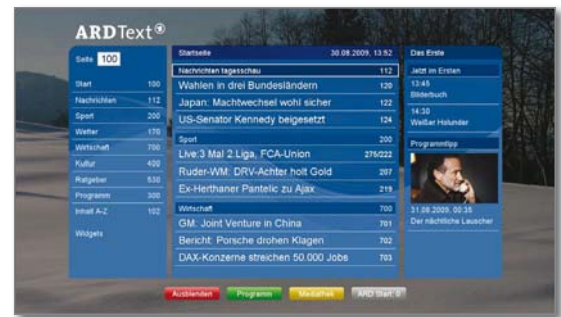 ARDText
Seite 100
Start 100
Nachrichten 112
Sport 200
Wetter 170
Wirtschaft 700
Kultur 400
Ratgeber 530
Programm 300
Inhalt A-Z 102
Widgets
Startseite 30.08.2009, 13:52
Nachrichten tagesschau 112
Wahlen in drei Bundesländern 120
Japan: Machtwechsel wohl sicher 122
US-Senator Kennedy beigesetzt 124
Sport 200
Live:3 Mal 2.Liga, FCA-Union 275/222
Ruder-WM: DRV-Achter holt Gold 207
Ex-Herthaner Pantelic zu Ajax 219
Wirtschaft 700
GM: Joint Venture in China 701
Bericht: Porsche drohen Klagen 702
DAX-Konzerne streichen 50.000 Jobs 703
Das Erste
Jetzt im Ersten
13:45
Bilderbuch
14:30
Weißer Holunder
Programmtipp
31.08.2009, 00:35
Der nächtliche Lauscher
Ausblenden Programm Mediathek ARD Start: 0